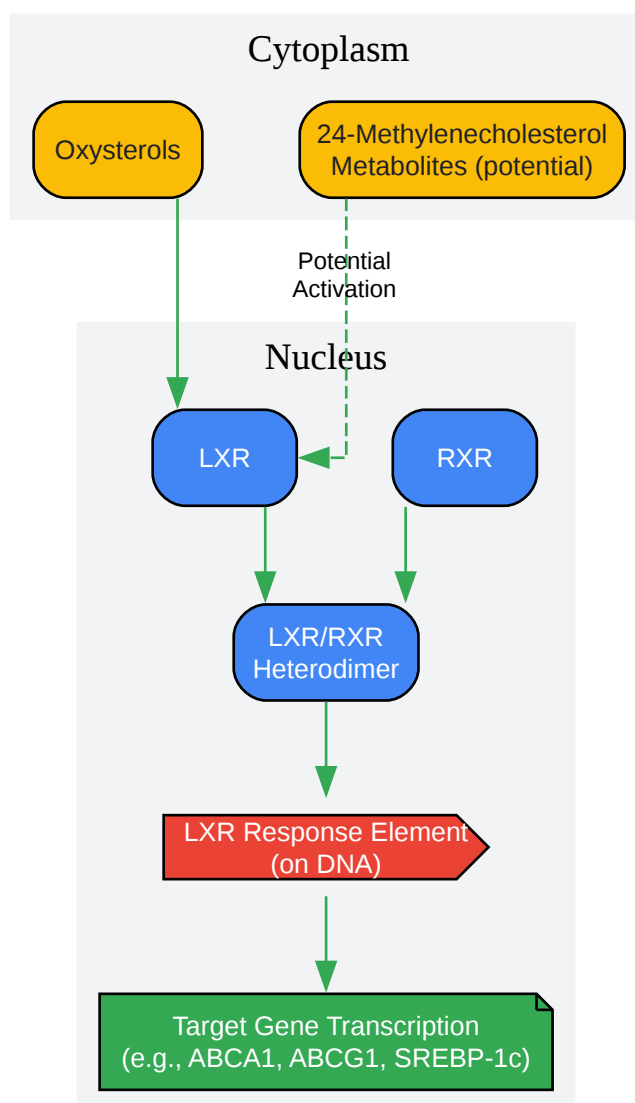 Cytoplasm
Oxysterols
24-Methylenecholesterol
Metabolites (potential)
Potential
Activation
Nucleus
LXR
RXR
LXR/RXR
Heterodimer
LXR Response Element
(on DNA)
Target Gene Transcription
(e.g., ABCA1, ABCG1, SREBP-1c)